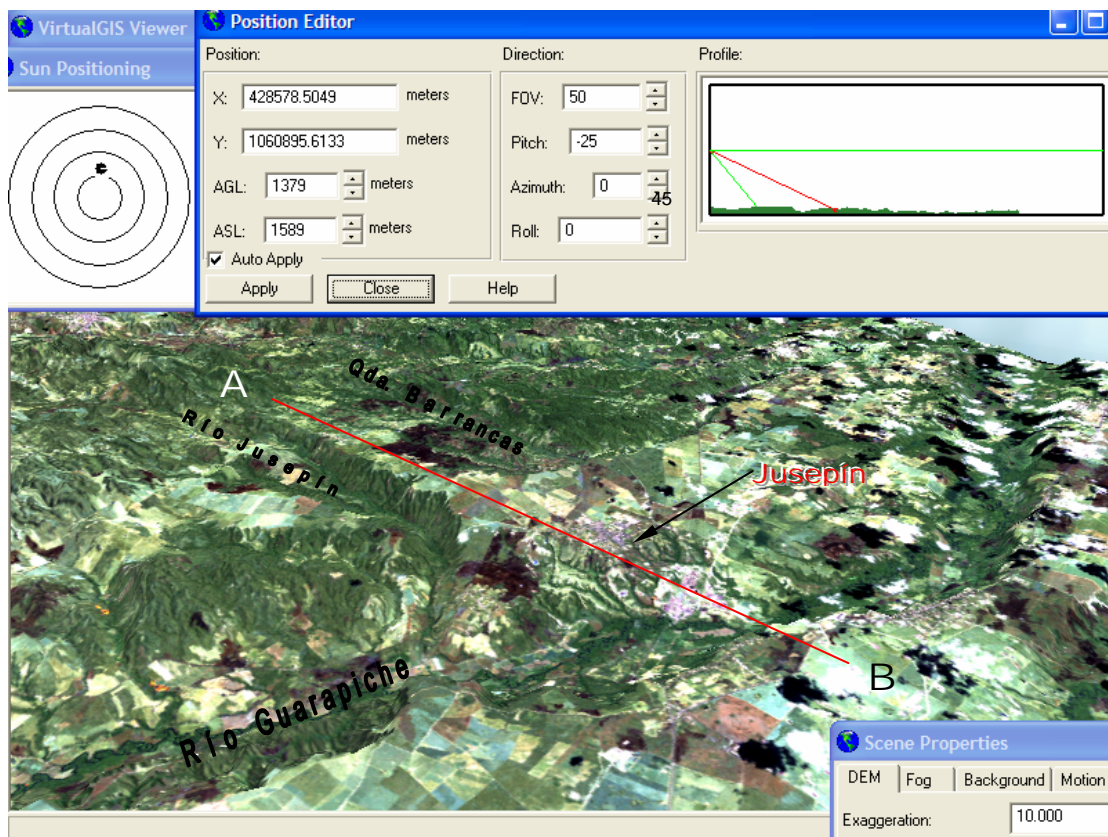 VirtualGIS Viewer
Sun Positioning
Position Editor
Position:
X: 428578.5049 meters
Y: 1060895.6133 meters
AGL: 1379 meters
ASL: 1589 meters
Auto Apply
Apply Close Help
Direction:
FOV: 50
Pitch: -25
Azimuth: 0
45
Roll: 0
Profile:
A
Qda. Barrancas
Río Jusepín
Jusepín
B
Río Guarapiche
Scene Properties
DEM Fog Background Motion
Exaggeration: 10.000